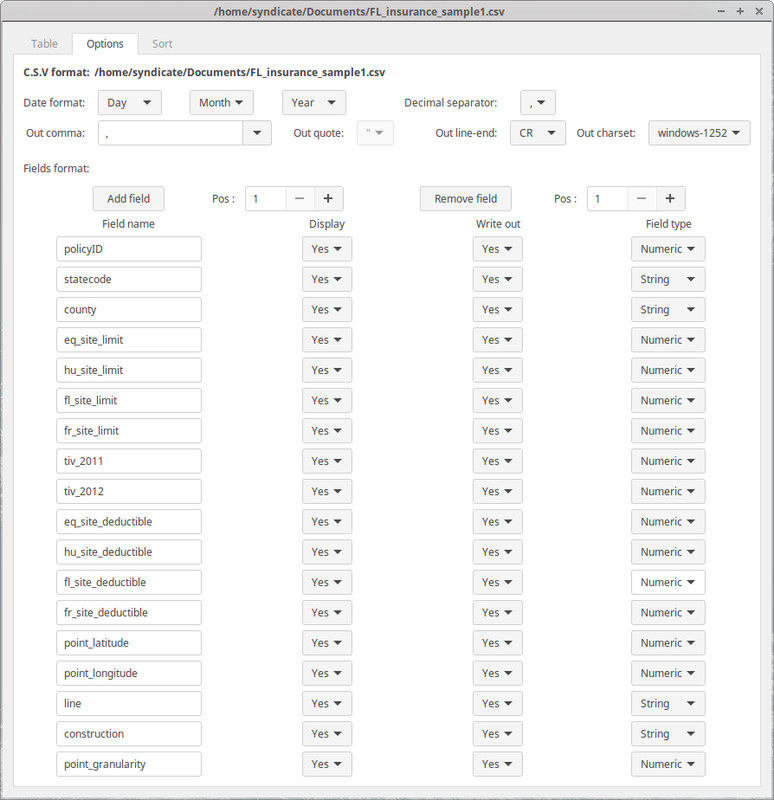 /home/syndicate/Documents/FL_insurance_sample1.csv
Table Options Sort
C.S.V format: /home/syndicate/Documents/FL_insurance_sample1.csv
Date format: Day Month Year Decimal separator: ,
Out comma: , Out quote: " Out line-end: CR Out charset: windows-1252
Fields format:
Add field Pos : 1 Remove field Pos : 1
Field name Display Write out Field type
policyID Yes Yes Numeric
statecode Yes Yes String
county Yes Yes String
eq_site_limit Yes Yes Numeric
hu_site_limit Yes Yes Numeric
fl_site_limit Yes Yes Numeric
fr_site_limit Yes Yes Numeric
tiv_2011 Yes Yes Numeric
tiv_2012 Yes Yes Numeric
eq_site_deductible Yes Yes Numeric
hu_site_deductible Yes Yes Numeric
fl_site_deductible Yes Yes Numeric
fr_site_deductible Yes Yes Numeric
point_latitude Yes Yes Numeric
point_longitude Yes Yes Numeric
line Yes Yes String
construction Yes Yes String
point_granularity Yes Yes Numeric